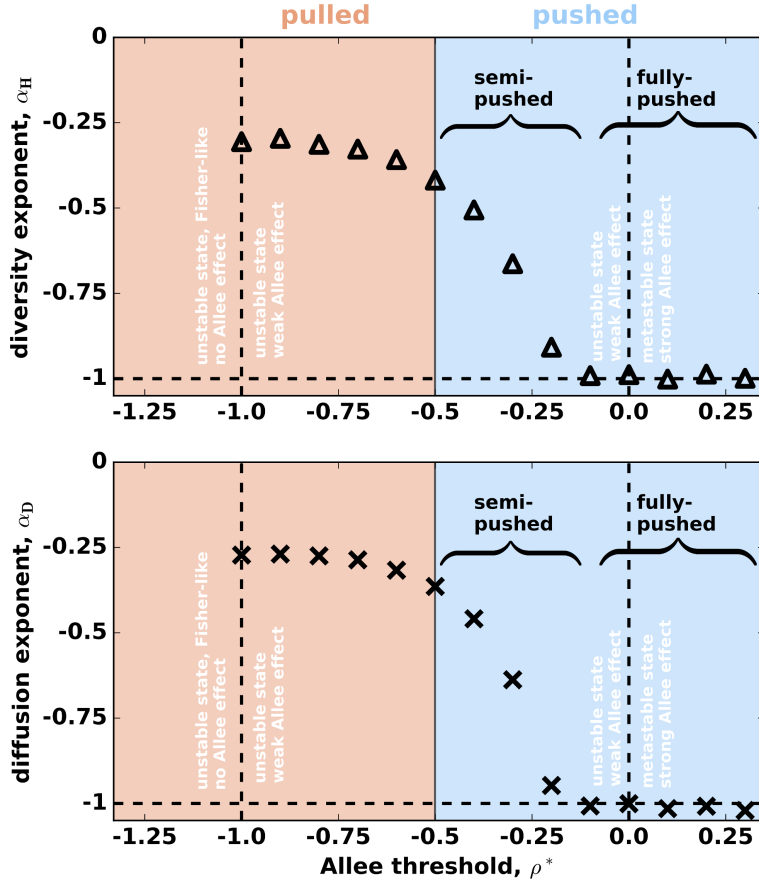 pulled pushed
0
-0.25
-0.5
-0.75
-1
diversity exponent, α_H
semi-
pushed
fully-
pushed
unstable state, Fisher-like
no Allee effect
unstable state
weak Allee effect
unstable state
weak Allee effect
metastable state
strong Allee effect
-1.25 -1.0 -0.75 -0.5 -0.25 0.0 0.25
0
-0.25
-0.5
-0.75
-1
diffusion exponent, α_D
semi-
pushed
fully-
pushed
unstable state, Fisher-like
no Allee effect
unstable state
weak Allee effect
unstable state
weak Allee effect
metastable state
strong Allee effect
-1.25 -1.0 -0.75 -0.5 -0.25 0.0 0.25
Allee threshold, ρ*